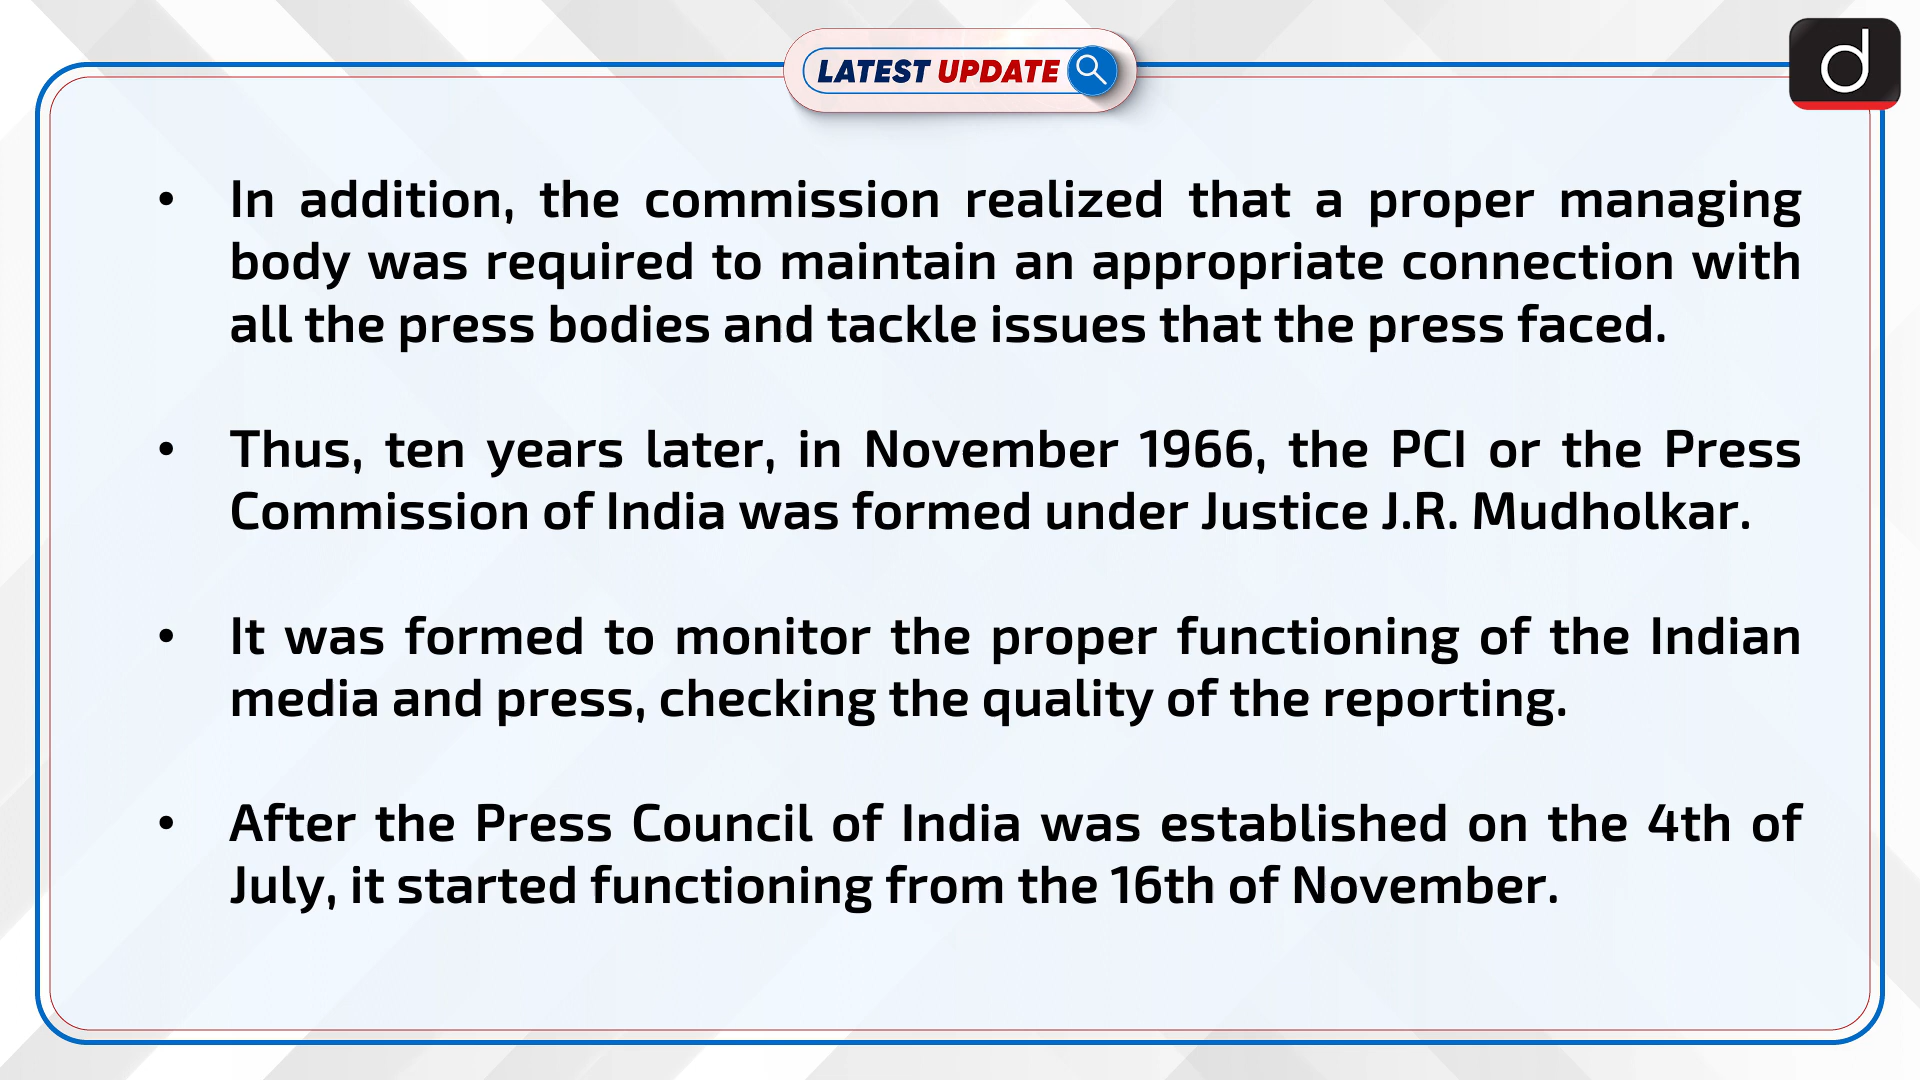 LATEST UPDATE
d
• In addition, the commission realized that a proper managing
body was required to maintain an appropriate connection with
all the press bodies and tackle issues that the press faced.
• Thus, ten years later, in November 1966, the PCI or the Press
Commission of India was formed under Justice J.R. Mudholkar.
• It was formed to monitor the proper functioning of the Indian
media and press, checking the quality of the reporting.
• After the Press Council of India was established on the 4th of
July, it started functioning from the 16th of November.